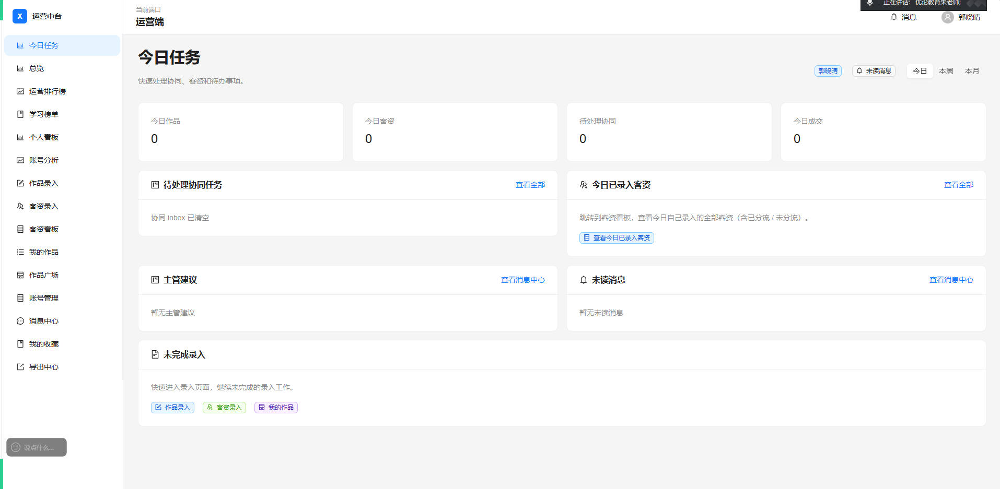 X 运营中台
今日任务
总览
运营排行榜
学习榜单
个人看板
账号分析
作品录入
客资录入
客资看板
我的作品
作品广场
账号管理
消息中心
我的收藏
导出中心
说点什么...
当前端口
运营端
正在讲话: 优论教育朱老师;
消息
郭晓晴
今日任务
快速处理协同、客资和待办事项。
郭晓晴 未读消息 今日 本周 本月
今日作品
0
今日客资
0
待处理协同
0
今日成交
0
待处理协同任务 查看全部
协同 inbox 已清空
今日已录入客资 查看全部
跳转到客资看板，查看今日自己录入的全部客资（含已分流 / 未分流）。
查看今日已录入客资
主管建议 查看消息中心
暂无主管建议
未读消息 查看消息中心
暂无未读消息
未完成录入
快速进入录入页面，继续未完成的录入工作。
作品录入 客资录入 我的作品